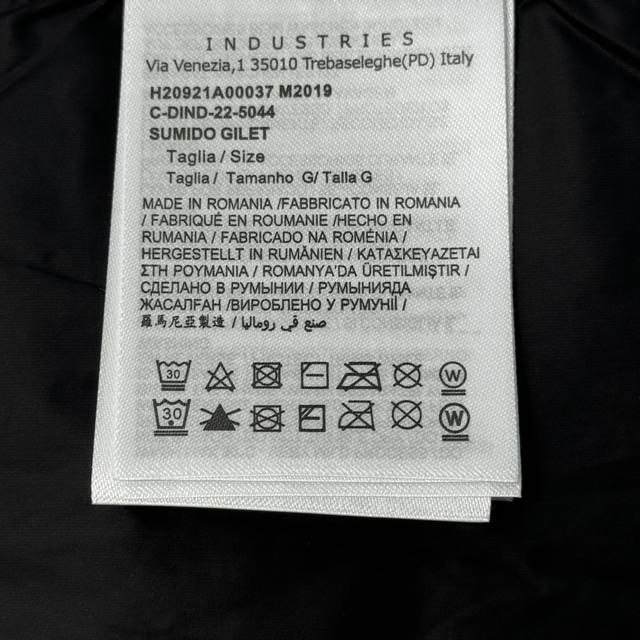 INDUSTRIES
Via Venezia,1 35010 Trebaseleghe(PD) Italy
H20921A00037 M2019
C-DIND-22-5044
SUMIDO GILET
Taglia / Size
Taglia / Tamanho G/ Talla G
MADE IN ROMANIA /FABBRICATO IN ROMANIA
/ FABRIQUÉ EN ROUMANIE /HECHO EN
RUMANIA / FABRICADO NA ROMÉNIA /
HERGESTELLT IN RUMÄNIEN / ΚΑΤΑΣΚΕΥΑΖΕΤΑΙ
ΣΤΗ ΡΟΥΜΑΝΙΑ / ROMANYA'DA ÜRETILMIŞTIR /
СДЕЛАНО В РУМЫНИИ / РУМЫНИЯДА
ЖАСАЛҒАН /ВИРОБЛЕНО У РУМУНІЇ /
羅馬尼亞製造 / صنع في رومانيا
30 W
30 W